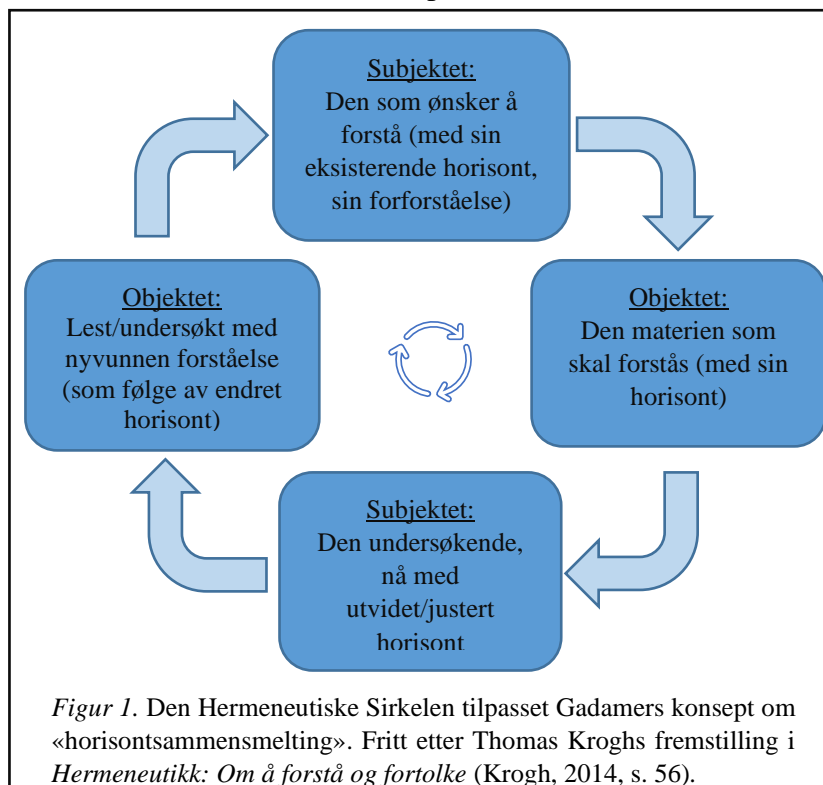 Subjektet:
Den som ønsker å
forstå (med sin
eksisterende horisont,
sin forforståelse)
Objektet:
Den materien som
skal forstås (med sin
horisont)
Subjektet:
Den undersøkende,
nå med
utvidet/justert
horisont
Objektet:
Lest/undersøkt med
nyvunnen forståelse
(som følge av endret
horisont)
Figur 1. Den Hermeneutiske Sirkelen tilpasset Gadamers konsept om
«horisontsammensmelting». Fritt etter Thomas Kroghs fremstilling i
Hermeneutikk: Om å forstå og fortolke (Krogh, 2014, s. 56).